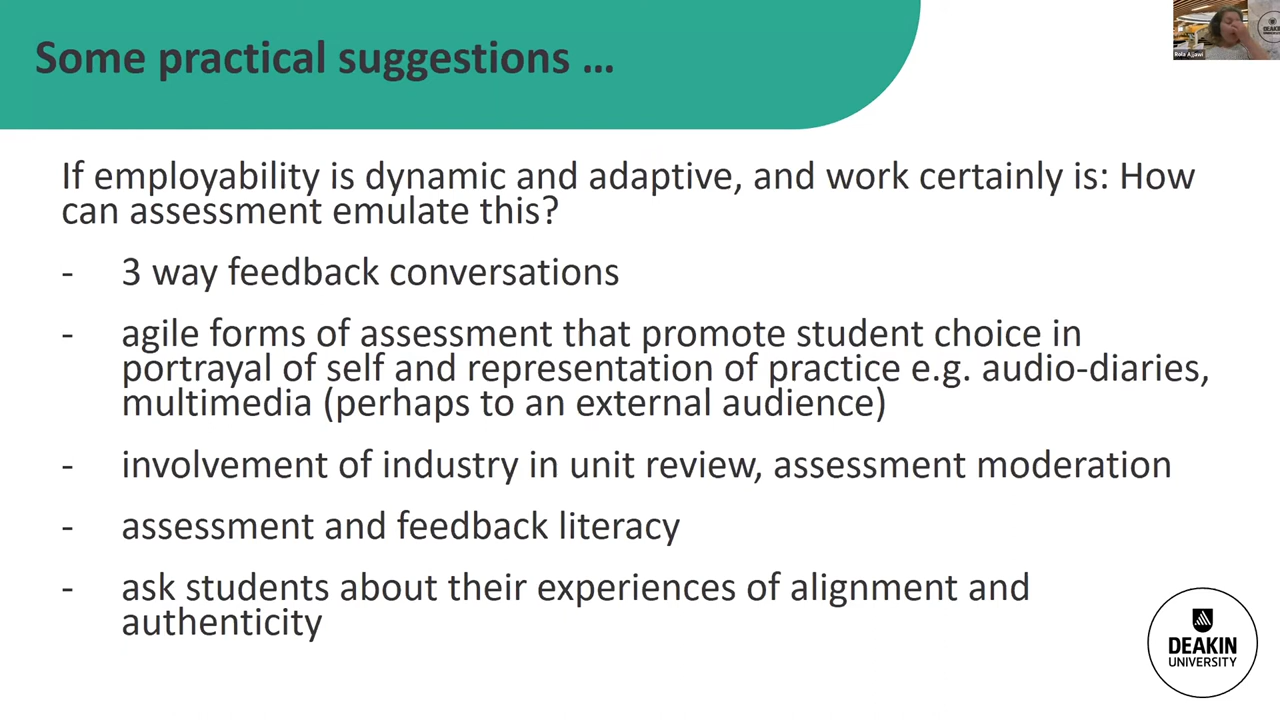 Some practical suggestions ...
Rola Ajjawi
If employability is dynamic and adaptive, and work certainly is: How
can assessment emulate this?
- 3 way feedback conversations
- agile forms of assessment that promote student choice in
portrayal of self and representation of practice e.g. audio-diaries,
multimedia (perhaps to an external audience)
- involvement of industry in unit review, assessment moderation
- assessment and feedback literacy
- ask students about their experiences of alignment and
authenticity
DEAKIN
UNIVERSITY